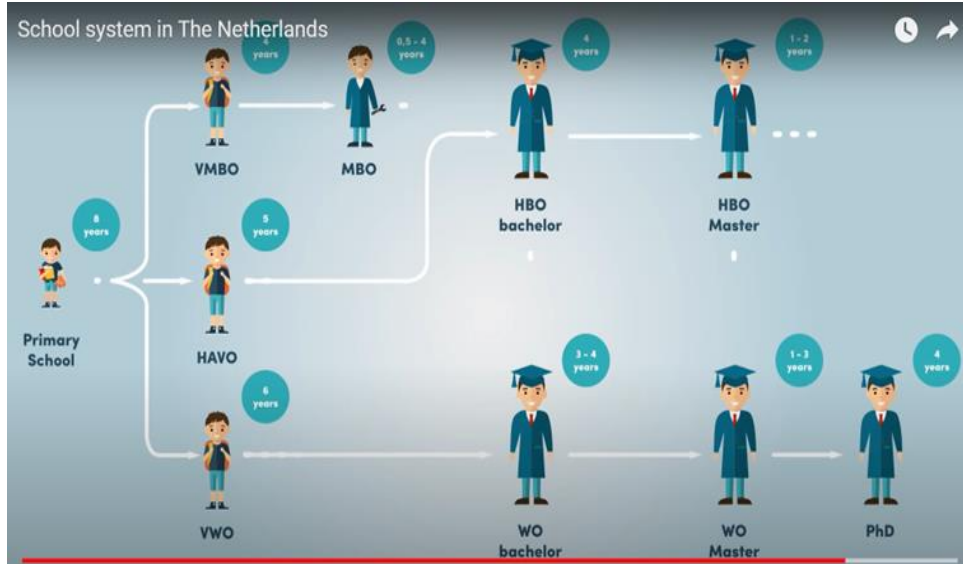 School system in The Netherlands
4
years
0,5 - 4
years
4
years
1 - 2
years
VMBO
MBO
HBO
bachelor
HBO
Master
8
years
5
years
Primary
School
HAVO
6
years
3 - 4
years
1 - 3
years
4
years
VWO
WO
bachelor
WO
Master
PhD